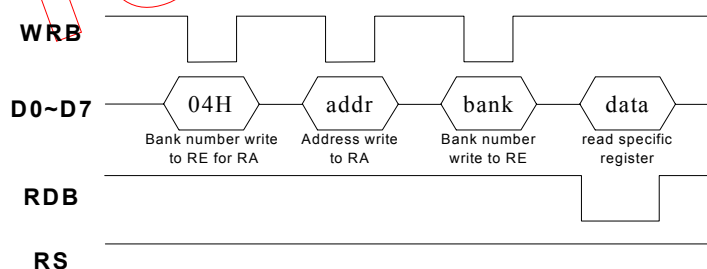 WRB
D0~D7
04H
addr
bank
data
Bank number write
to RE for RA
Address write
to RA
Bank number
write to RE
read specific
register
RDB
RS